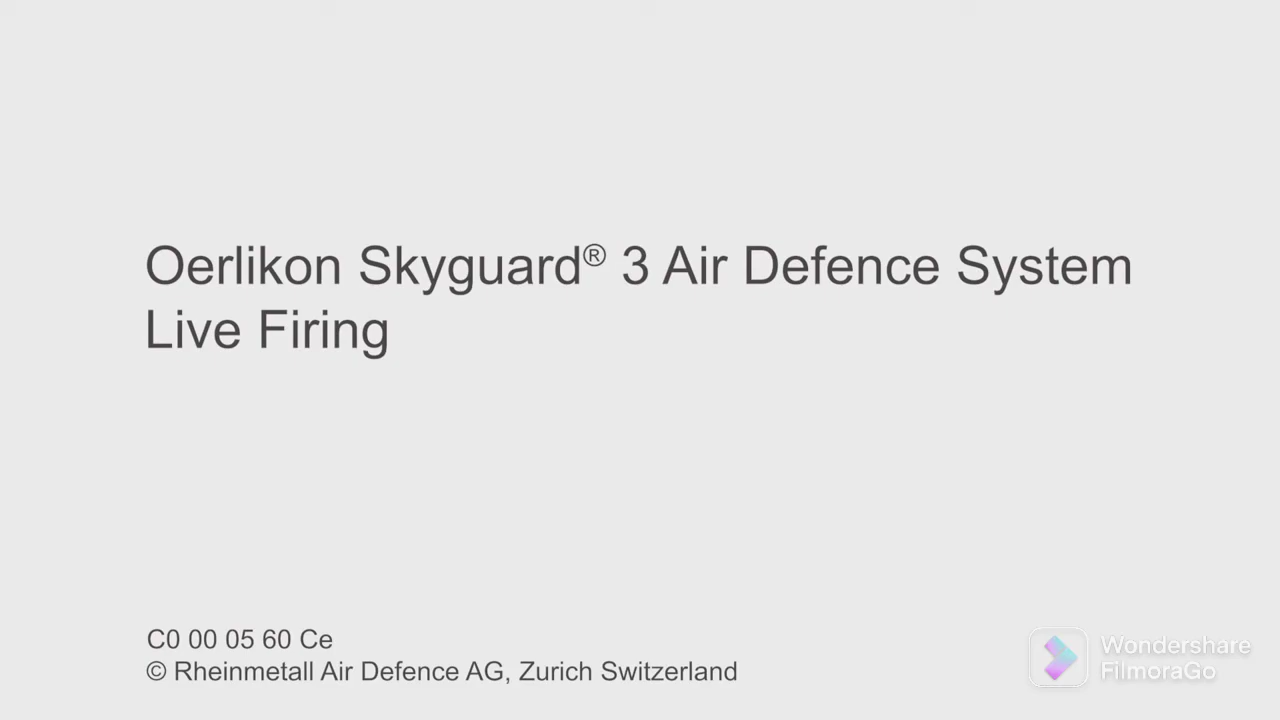 Oerlikon Skyguard® 3 Air Defence System
Live Firing
C0 00 05 60 Ce
© Rheinmetall Air Defence AG, Zurich Switzerland
Wondershare
FilmoraGo